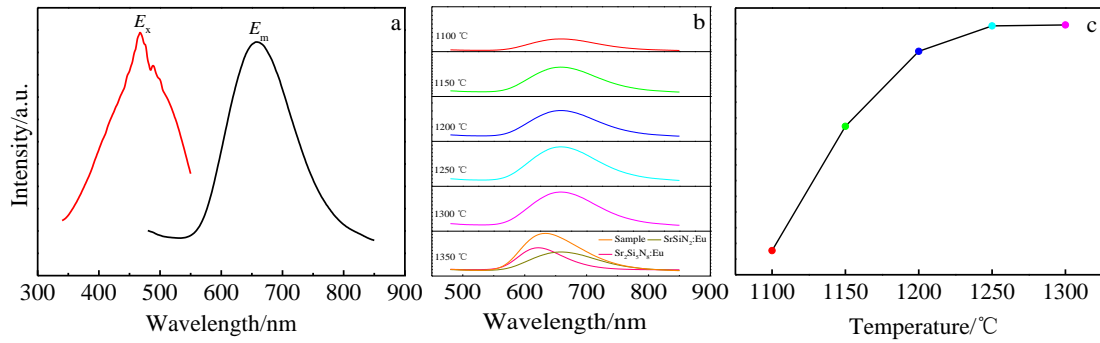 a
Ex
Em
Intensity/a.u.
300 400 500 600 700 800 900
Wavelength/nm
b
1100 ℃
1150 ℃
1200 ℃
1250 ℃
1300 ℃
1350 ℃
Sample SrSiN2:Eu
Sr2Si5N8:Eu
500 600 700 800 900
Wavelength/nm
c
1100 1150 1200 1250 1300
Temperature/℃